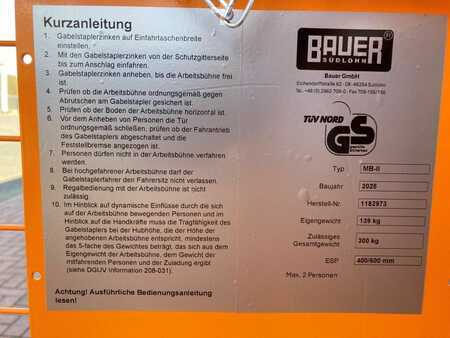 Kurzanleitung
1. Gabelstaplerzinken auf Einfahrtaschenbreite
einstellen.
2. Mit den Gabelstaplerzinken von der Schutzgitterseite
bis zum Anschlag einfahren.
3. Gabelstaplerzinken anheben, bis die Arbeitsbühne frei
ist.
4. Prüfen ob die Arbeitsbühne ordnungsgemäß gegen
Abrutschen am Gabelstapler gesichert ist.
5. Prüfen ob der Boden der Arbeitsbühne horizontal ist.
6. Vor dem Anheben von Personen die Tür
ordnungsgemäß schließen, prüfen ob der Fahrantrieb
des Gabelstaplers abgeschaltet und die
Feststellbremse angezogen ist.
7. Personen dürfen nicht in der Arbeitsbühne verfahren
werden.
8. Bei hochgefahrener Arbeitsbühne darf der
Gabelstaplerfahrer den Fahrersitz nicht verlassen.
9. Regalbedienung mit der Arbeitsbühne ist nicht
zulässig.
10. Im Hinblick auf dynamische Einflüsse durch die sich
auf der Arbeitsbühne bewegenden Personen und im
Hinblick auf die Handkräfte muss die Tragfähigkeit des
Gabelstaplers bei der Hubhöhe, die der Höhe der
angehobenen Arbeitsbühne entspricht, mindestens
das 5-fache des Gewichtes beträgt, das sich aus dem
Eigengewicht der Arbeitsbühne, dem Gewicht der
mitfahrenden Personen und der Zuladung ergibt
(siehe DGUV Information 208-031).
Achtung! Ausführliche Bedienungsanleitung
lesen!
BAUER
SÜDLOHN
Bauer GmbH
Eichendorffstraße 62 - DE-46354 Südlohn
TÜV NORD
GS
geprüfte
Sicherheit
Typ MB-II
Baujahr 2025
Herstell-Nr. 1182973
Eigengewicht 139 kg
Zulässiges
Gesamtgewicht 300 kg
ESP 400/600 mm
Max. 2 Personen